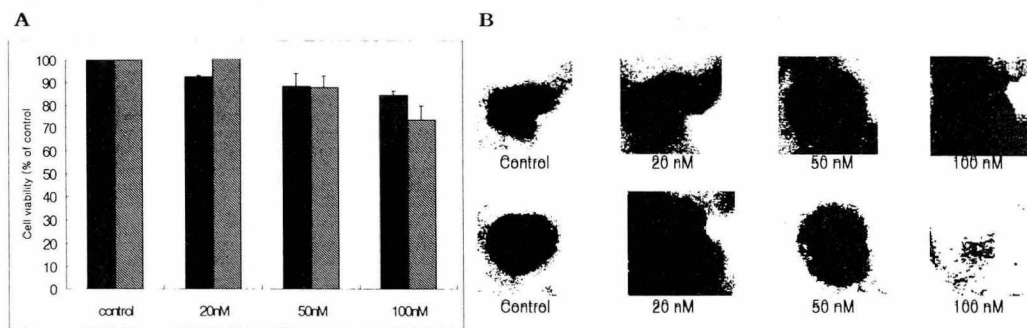 A
Cell viability (% of control)
100
90
80
70
60
50
40
30
20
10
0
control 20nM 50nM 100nM
B
Control 20 nM 50 nM 100 nM
Control 20 nM 50 nM 100 nM